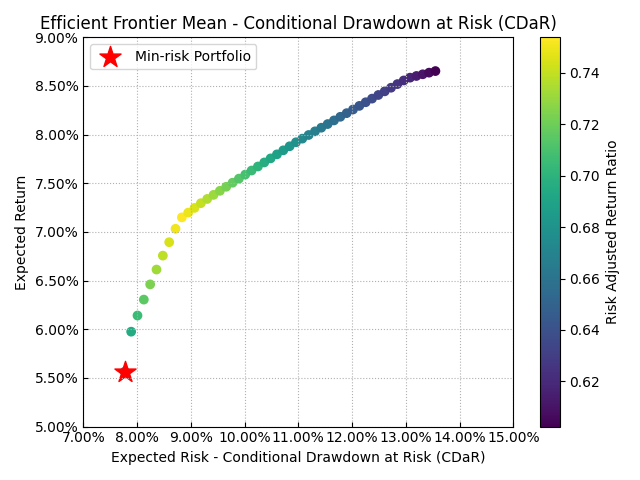 Efficient Frontier Mean - Conditional Drawdown at Risk (CDaR)
Min-risk Portfolio
9.00%
8.50%
8.00%
7.50%
7.00%
6.50%
6.00%
5.50%
5.00%
Expected Return
7.00% 8.00% 9.00% 10.00% 11.00% 12.00% 13.00% 14.00% 15.00%
Expected Risk - Conditional Drawdown at Risk (CDaR)
0.74
0.72
0.70
0.68
0.66
0.64
0.62
Risk Adjusted Return Ratio